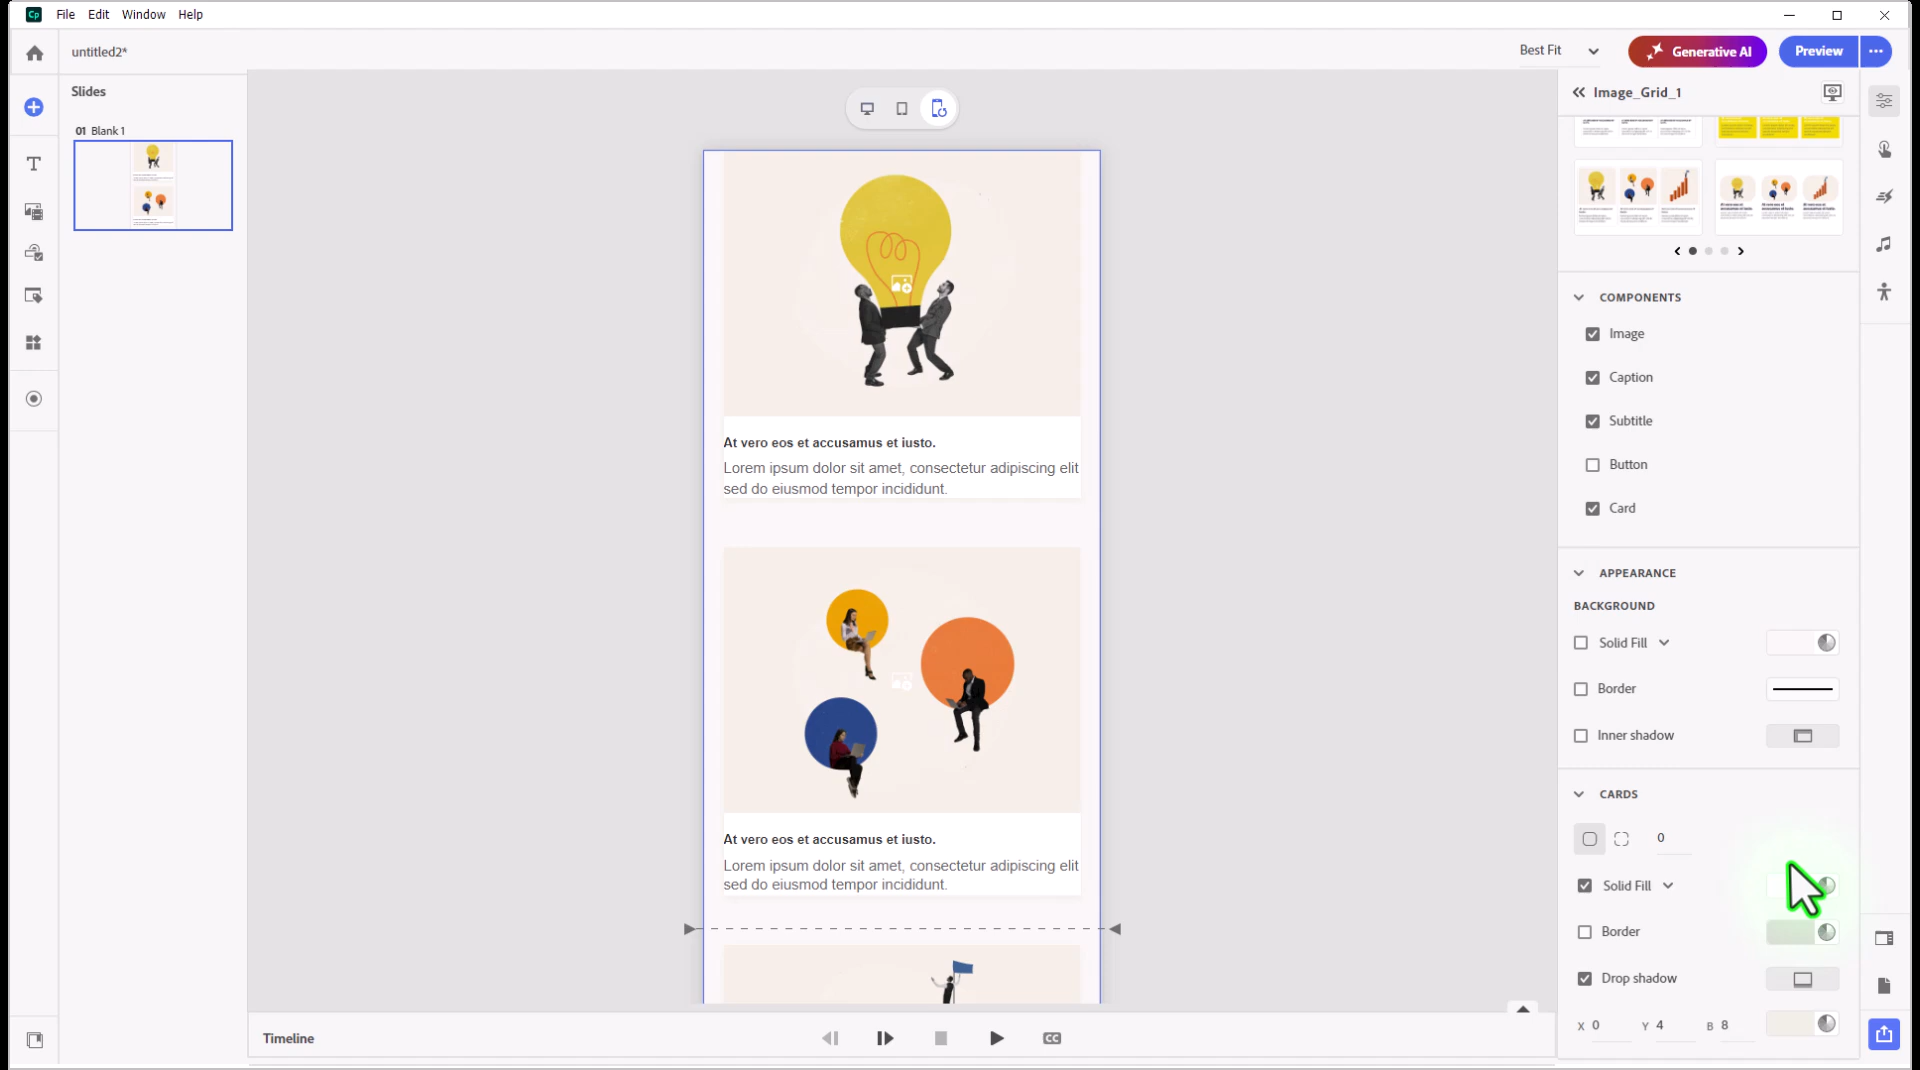 Cp File Edit Window Help
untitled2*
Best Fit
Generative AI
Preview
Slides
01 Blank 1
Image_Grid_1
At vero eos et accusamus et iusto.
Lorem ipsum dolor sit amet, consectetur adipiscing elit
sed do eiusmod tempor incididunt.
At vero eos et accusamus et iusto.
Lorem ipsum dolor sit amet, consectetur adipiscing elit
sed do eiusmod tempor incididunt.
COMPONENTS
Image
Caption
Subtitle
Button
Card
APPEARANCE
BACKGROUND
Solid Fill
Border
Inner shadow
CARDS
0
Solid Fill
Border
Drop shadow
X 0 Y 4 B 8
Timeline
CC